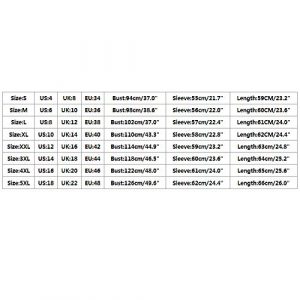 Size:S US:4 UK:8 EU:34 Bust:94cm/37.0" Sleeve:55cm/21.7" Length:59CM/23.2"
Size:M US:6 UK:10 EU:36 Bust:98cm/38.6" Sleeve:56cm/22.0" Length:60CM/23.6"
Size:L US:8 UK:12 EU:38 Bust:102cm/37.0" Sleeve:57cm/22.4" Length:61CM/24.0"
Size:XL US:10 UK:14 EU:40 Bust:110cm/43.3" Sleeve:58cm/22.8" Length:62CM/24.4"
Size:XXL US:12 UK:16 EU:42 Bust:114cm/44.9" Sleeve:59cm/23.2" Length:63cm/24.8"
Size:3XL US:14 UK:18 EU:44 Bust:118cm/46.5" Sleeve:60cm/23.6" Length:64cm/25.2"
Size:4XL US:16 UK:20 EU:46 Bust:122cm/48.0" Sleeve:61cm/24.0" Length:65cm/25.6"
Size:5XL US:18 UK:22 EU:48 Bust:126cm/49.6" Sleeve:62cm/24.4" Length:66cm/26.0"